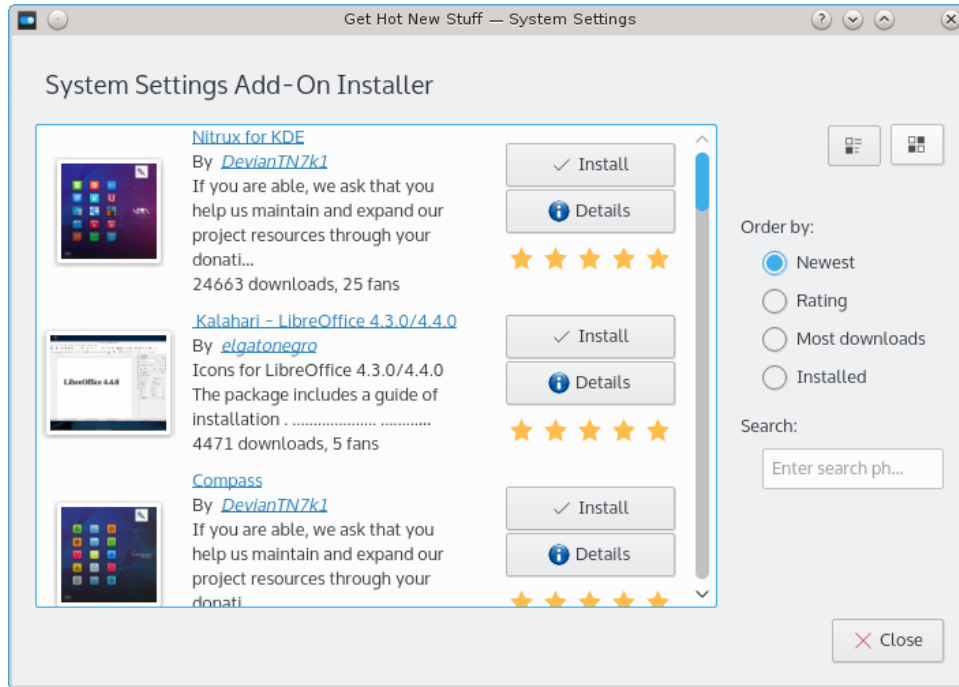 Get Hot New Stuff — System Settings
System Settings Add-On Installer
Nitrux for KDE
By DevianTN7k1
If you are able, we ask that you
help us maintain and expand our
project resources through your
donati...
24663 downloads, 25 fans
Install
Details
Kalahari - LibreOffice 4.3.0/4.4.0
By elgatonegro
Icons for LibreOffice 4.3.0/4.4.0
The package includes a guide of
installation . ..................... ............
4471 downloads, 5 fans
LibreOffice 4.4.0
Install
Details
Compass
By DevianTN7k1
If you are able, we ask that you
help us maintain and expand our
project resources through your
donati
Install
Details
Order by:
Newest
Rating
Most downloads
Installed
Search:
Enter search ph...
Close